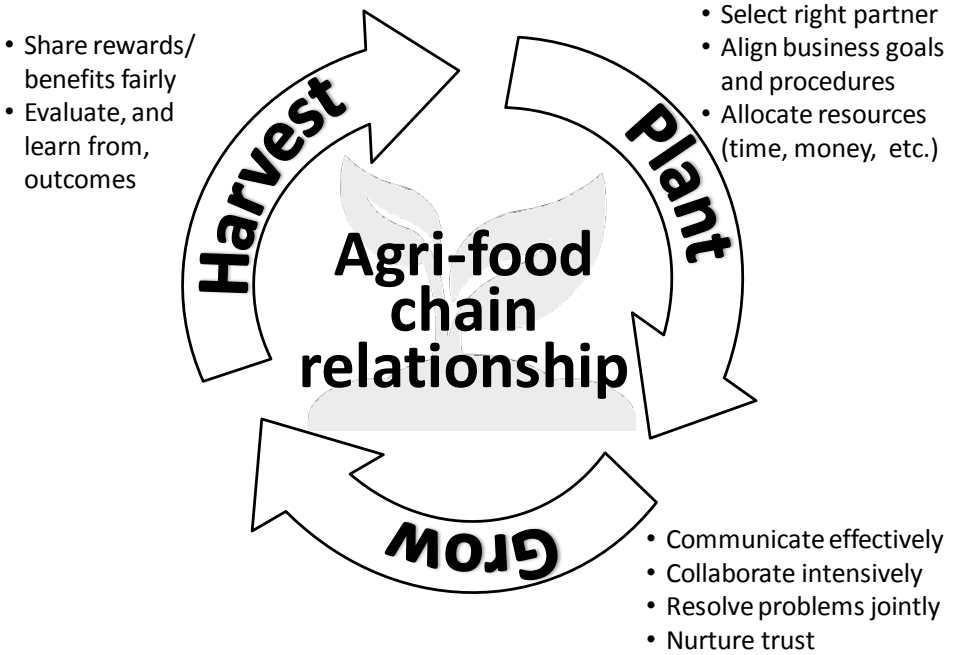 • Share rewards/
benefits fairly
• Evaluate, and
learn from,
outcomes
Harvest
• Select right partner
• Align business goals
and procedures
• Allocate resources
(time, money, etc.)
Plant
Agri-food
chain
relationship
Grow
• Communicate effectively
• Collaborate intensively
• Resolve problems jointly
• Nurture trust